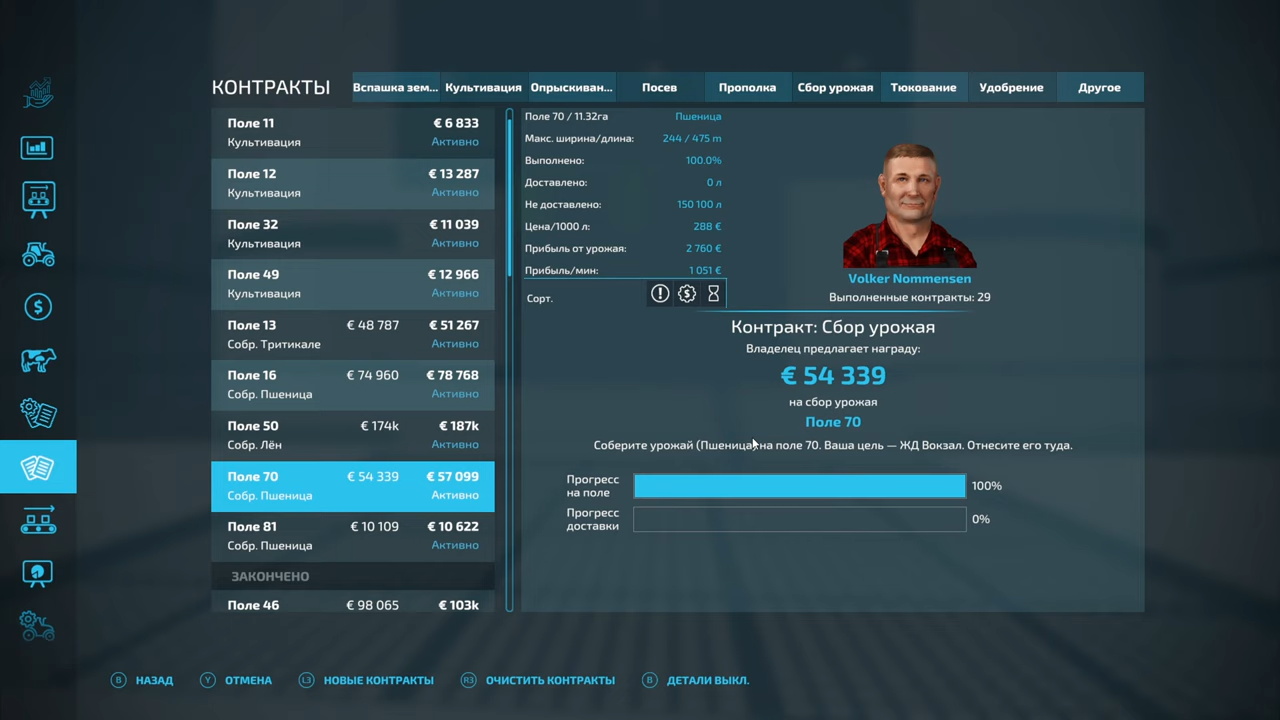 КОНТРАКТЫ
Вспашка зем... Культивация Опрыскиван... Посев Прополка Сбор урожая Тюкование Удобрение Другое
Поле 11 € 6 833
Культивация Активно
Поле 12 € 13 287
Культивация Активно
Поле 32 € 11 039
Культивация Активно
Поле 49 € 12 966
Культивация Активно
Поле 13 € 48 787 € 51 267
Собр. Тритикале Активно
Поле 16 € 74 960 € 78 768
Собр. Пшеница Активно
Поле 50 € 174k € 187k
Собр. Лён Активно
Поле 70 € 54 339 € 57 099
Собр. Пшеница Активно
Поле 81 € 10 109 € 10 622
Собр. Пшеница Активно
ЗАКОНЧЕНО
Поле 46 € 98 065 € 103k
Поле 70 / 11.32га Пшеница
Макс. ширина/длина: 244 / 475 m
Выполнено: 100.0%
Доставлено: 0 л
Не доставлено: 150 100 л
Цена/1000 л: 288 €
Прибыль от урожая: 2 760 €
Прибыль/мин: 1 051 €
Сорт.
Volker Nommensen
Выполненные контракты: 29
Контракт: Сбор урожая
Владелец предлагает награду:
€ 54 339
на сбор урожая
Поле 70
Соберите урожай (Пшеница) на поле 70. Ваша цель — ЖД Вокзал. Отнесите его туда.
Прогресс на поле 100%
Прогресс доставки 0%
B НАЗАД Y ОТМЕНА L3 НОВЫЕ КОНТРАКТЫ R3 ОЧИСТИТЬ КОНТРАКТЫ B ДЕТАЛИ ВЫКЛ.